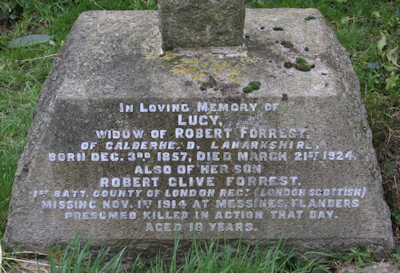 IN LOVING MEMORY OF
LUCY,
WIDOW OF ROBERT FORREST,
OF CALDERHE D, LANARKSHIRE,
BORN DEC. 3RD 1857, DIED MARCH 21ST 1924.
ALSO OF HER SON
ROBERT CLIVE FORREST,
1ST BATT. COUNTY OF LONDON REGT (LONDON SCOTTISH)
MISSING NOV. 1ST 1914 AT MESSINES, FLANDERS
PRESUMED KILLED IN ACTION THAT DAY,
AGED 18 YEARS.